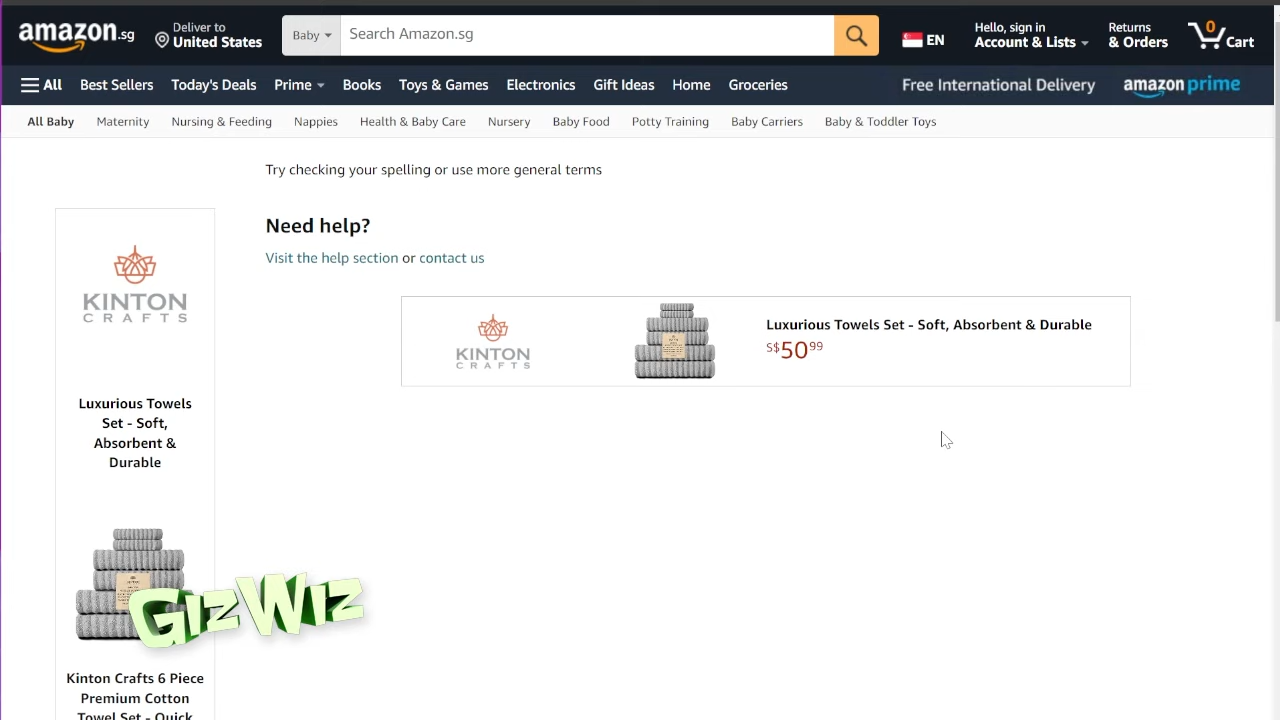 amazon.sg
Deliver to
United States
Baby
Search Amazon.sg
EN
Hello, sign in
Account & Lists
Returns
& Orders
0
Cart
All
Best Sellers
Today's Deals
Prime
Books
Toys & Games
Electronics
Gift Ideas
Home
Groceries
Free International Delivery
amazon prime
All Baby
Maternity
Nursing & Feeding
Nappies
Health & Baby Care
Nursery
Baby Food
Potty Training
Baby Carriers
Baby & Toddler Toys
Try checking your spelling or use more general terms
Need help?
Visit the help section or contact us
KINTON
CRAFTS
Luxurious Towels Set - Soft, Absorbent & Durable
S$50 99
KINTON
CRAFTS
Luxurious Towels
Set - Soft,
Absorbent &
Durable
GizWiz
Kinton Crafts 6 Piece
Premium Cotton
Towel Set - Quick